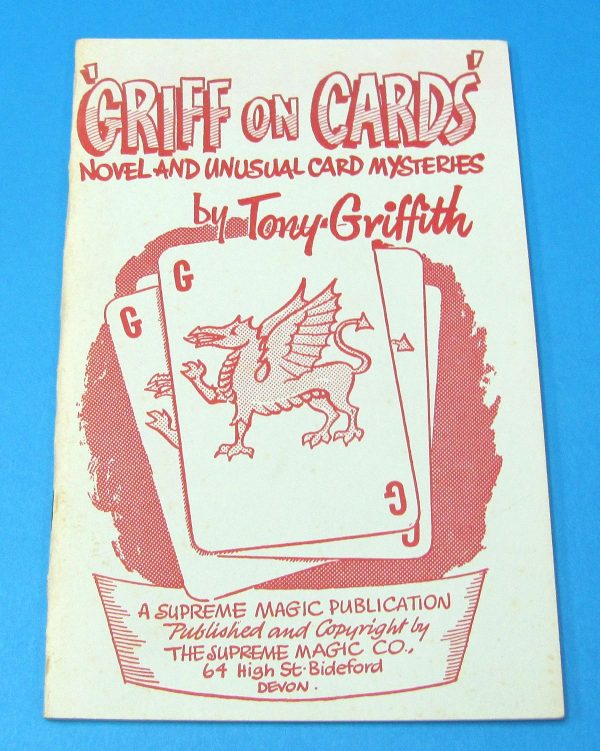 'GRIFF ON CARDS'
NOVEL AND UNUSUAL CARD MYSTERIES
by Tony Griffith
G
G
G
G
A SUPREME MAGIC PUBLICATION
Published and Copyright by
THE SUPREME MAGIC CO.,
64 High St. Bideford
DEVON.